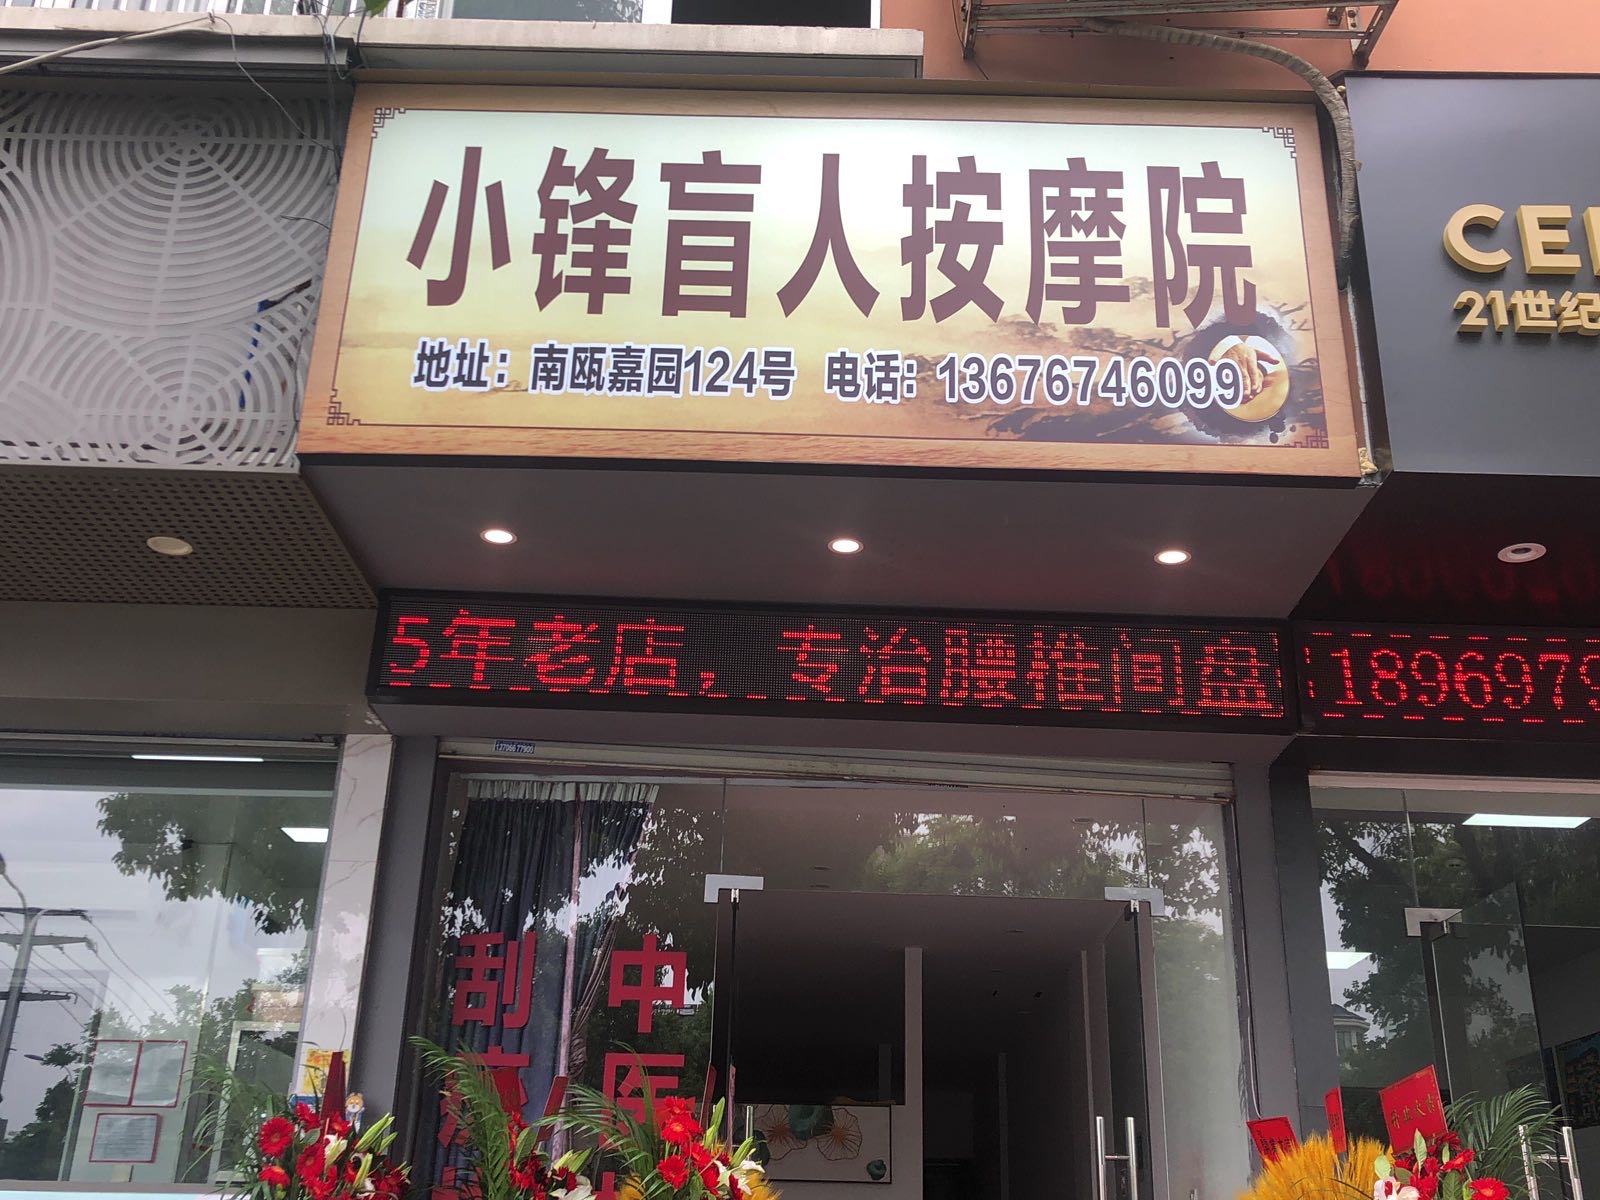 小锋盲人按摩院
地址：南瓯嘉园124号 电话：13676746099
CE
21世纪
5年老店，专治腰椎间盘
1896979
刮痧
中医